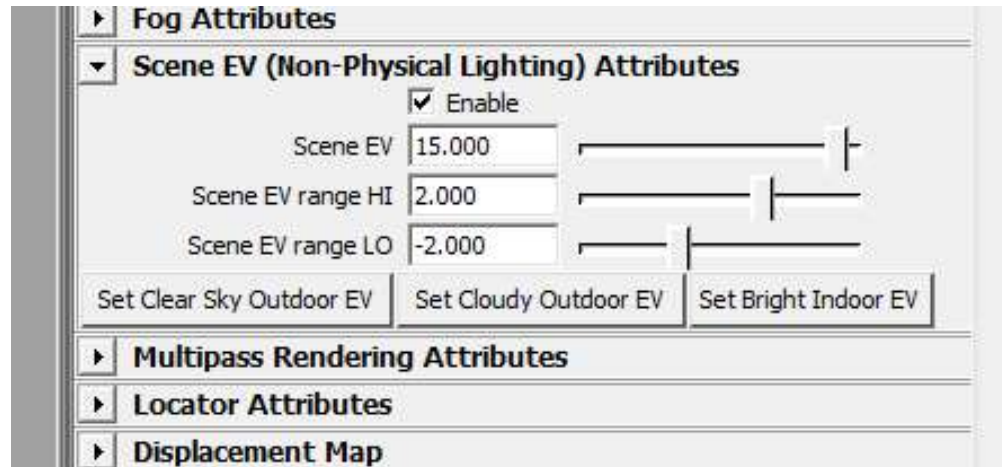 Fog Attributes
Scene EV (Non-Physical Lighting) Attributes
Enable
Scene EV 15.000
Scene EV range HI 2.000
Scene EV range LO -2.000
Set Clear Sky Outdoor EV Set Cloudy Outdoor EV Set Bright Indoor EV
Multipass Rendering Attributes
Locator Attributes
Displacement Map